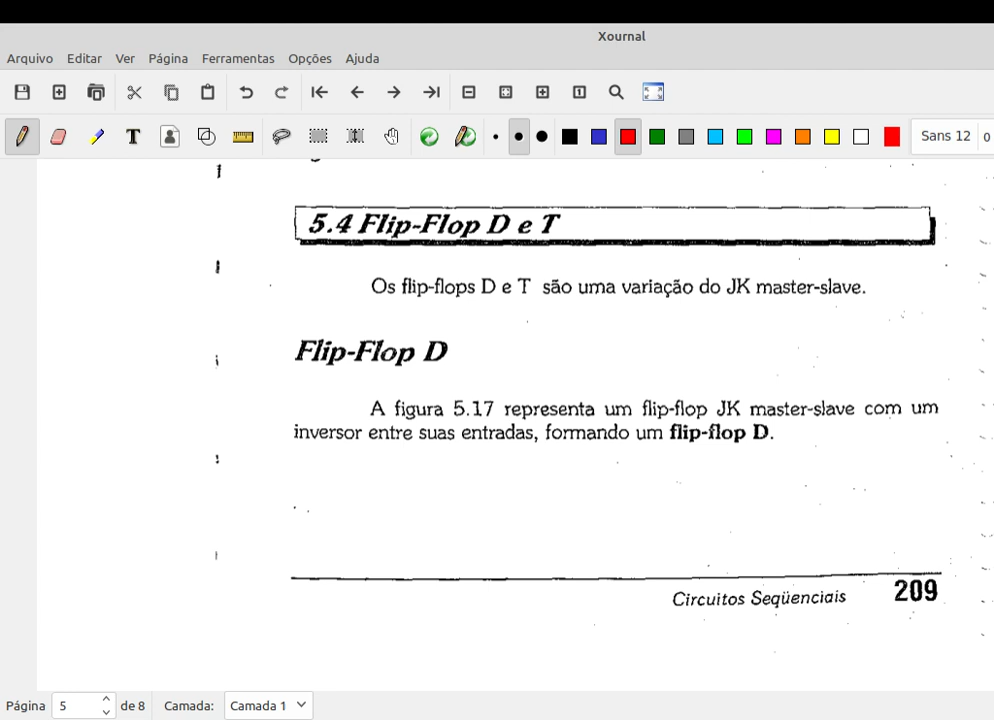 Xournal
Arquivo Editar Ver Página Ferramentas Opções Ajuda
T Sans 12 0
5.4 Flip-Flop D e T
Os flip-flops D e T são uma variação do JK master-slave.
Flip-Flop D
A figura 5.17 representa um flip-flop JK master-slave com um
inversor entre suas entradas, formando um flip-flop D.
Circuitos Seqüenciais 209
Página 5 de 8 Camada: Camada 1